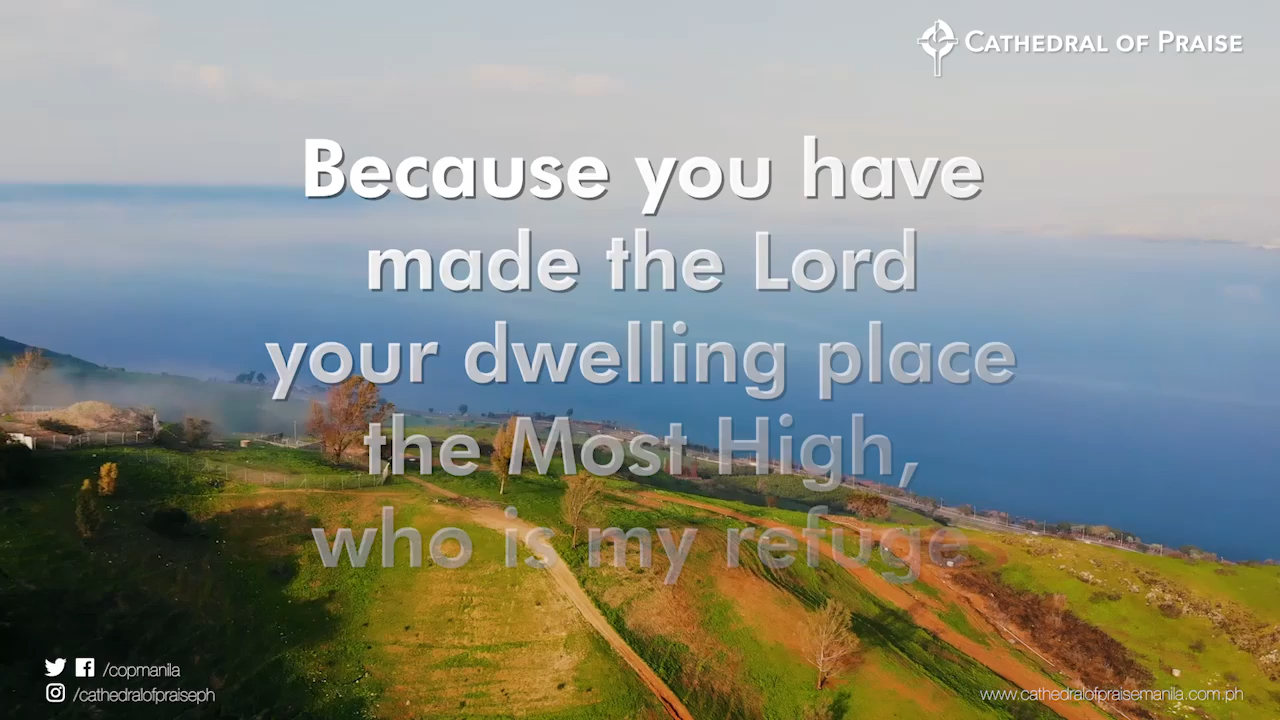 Cathedral of Praise
Because you have
made the Lord
your dwelling place
the Most High,
who is my refuge
/copmanila
/cathedralofpraiseph
www.cathedralofpraisemanila.com.ph